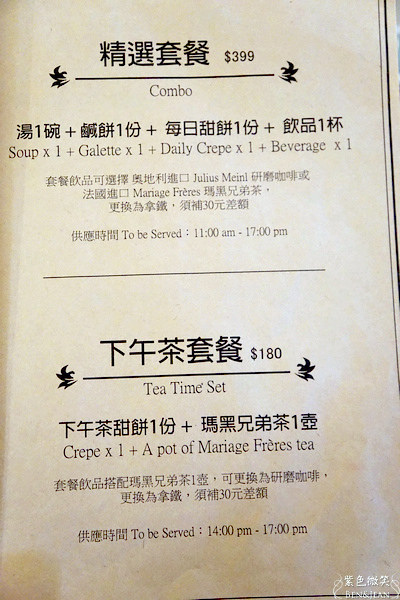 精選套餐 $399
Combo
湯1碗 + 鹹餅1份 + 每日甜餅1份 + 飲品1杯
Soup x 1 + Galette x 1 + Daily Crepe x 1 + Beverage x 1
套餐飲品可選擇 奧地利進口 Julius Meinl 研磨咖啡或
法國進口 Mariage Frères 瑪黑兄弟茶，
更換為拿鐵，須補30元差額
供應時間 To be Served：11:00 am - 17:00 pm
下午茶套餐 $180
Tea Time Set
下午茶甜餅1份 + 瑪黑兄弟茶1壺
Crepe x 1 + A pot of Mariage Frères tea
套餐飲品搭配瑪黑兄弟茶1壺，可更換為研磨咖啡，
更換為拿鐵，須補30元差額
供應時間 To be Served：14:00 pm - 17:00 pm
紫色微笑
BEN&JEAN